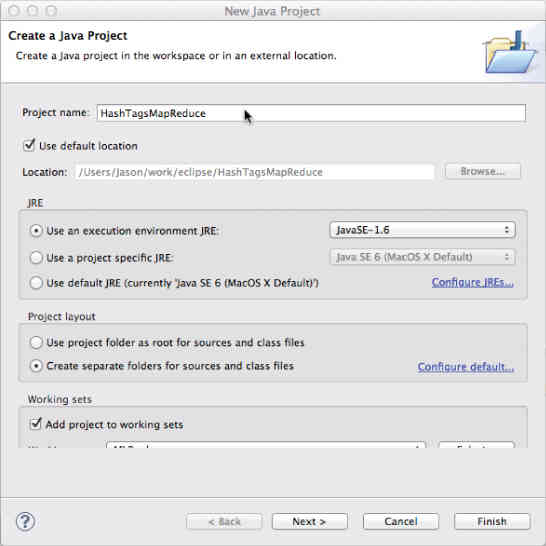 New Java Project
Create a Java Project
Create a Java project in the workspace or in an external location.
Project name: HashTagsMapReduce
Use default location
Location: /Users/Jason/work/eclipse/HashTagsMapReduce Browse...
JRE
Use an execution environment JRE: JavaSE-1.6
Use a project specific JRE: Java SE 6 (MacOS X Default)
Use default JRE (currently 'Java SE 6 (MacOS X Default)') Configure JREs...
Project layout
Use project folder as root for sources and class files
Create separate folders for sources and class files Configure default...
Working sets
Add project to working sets
? < Back Next > Cancel Finish